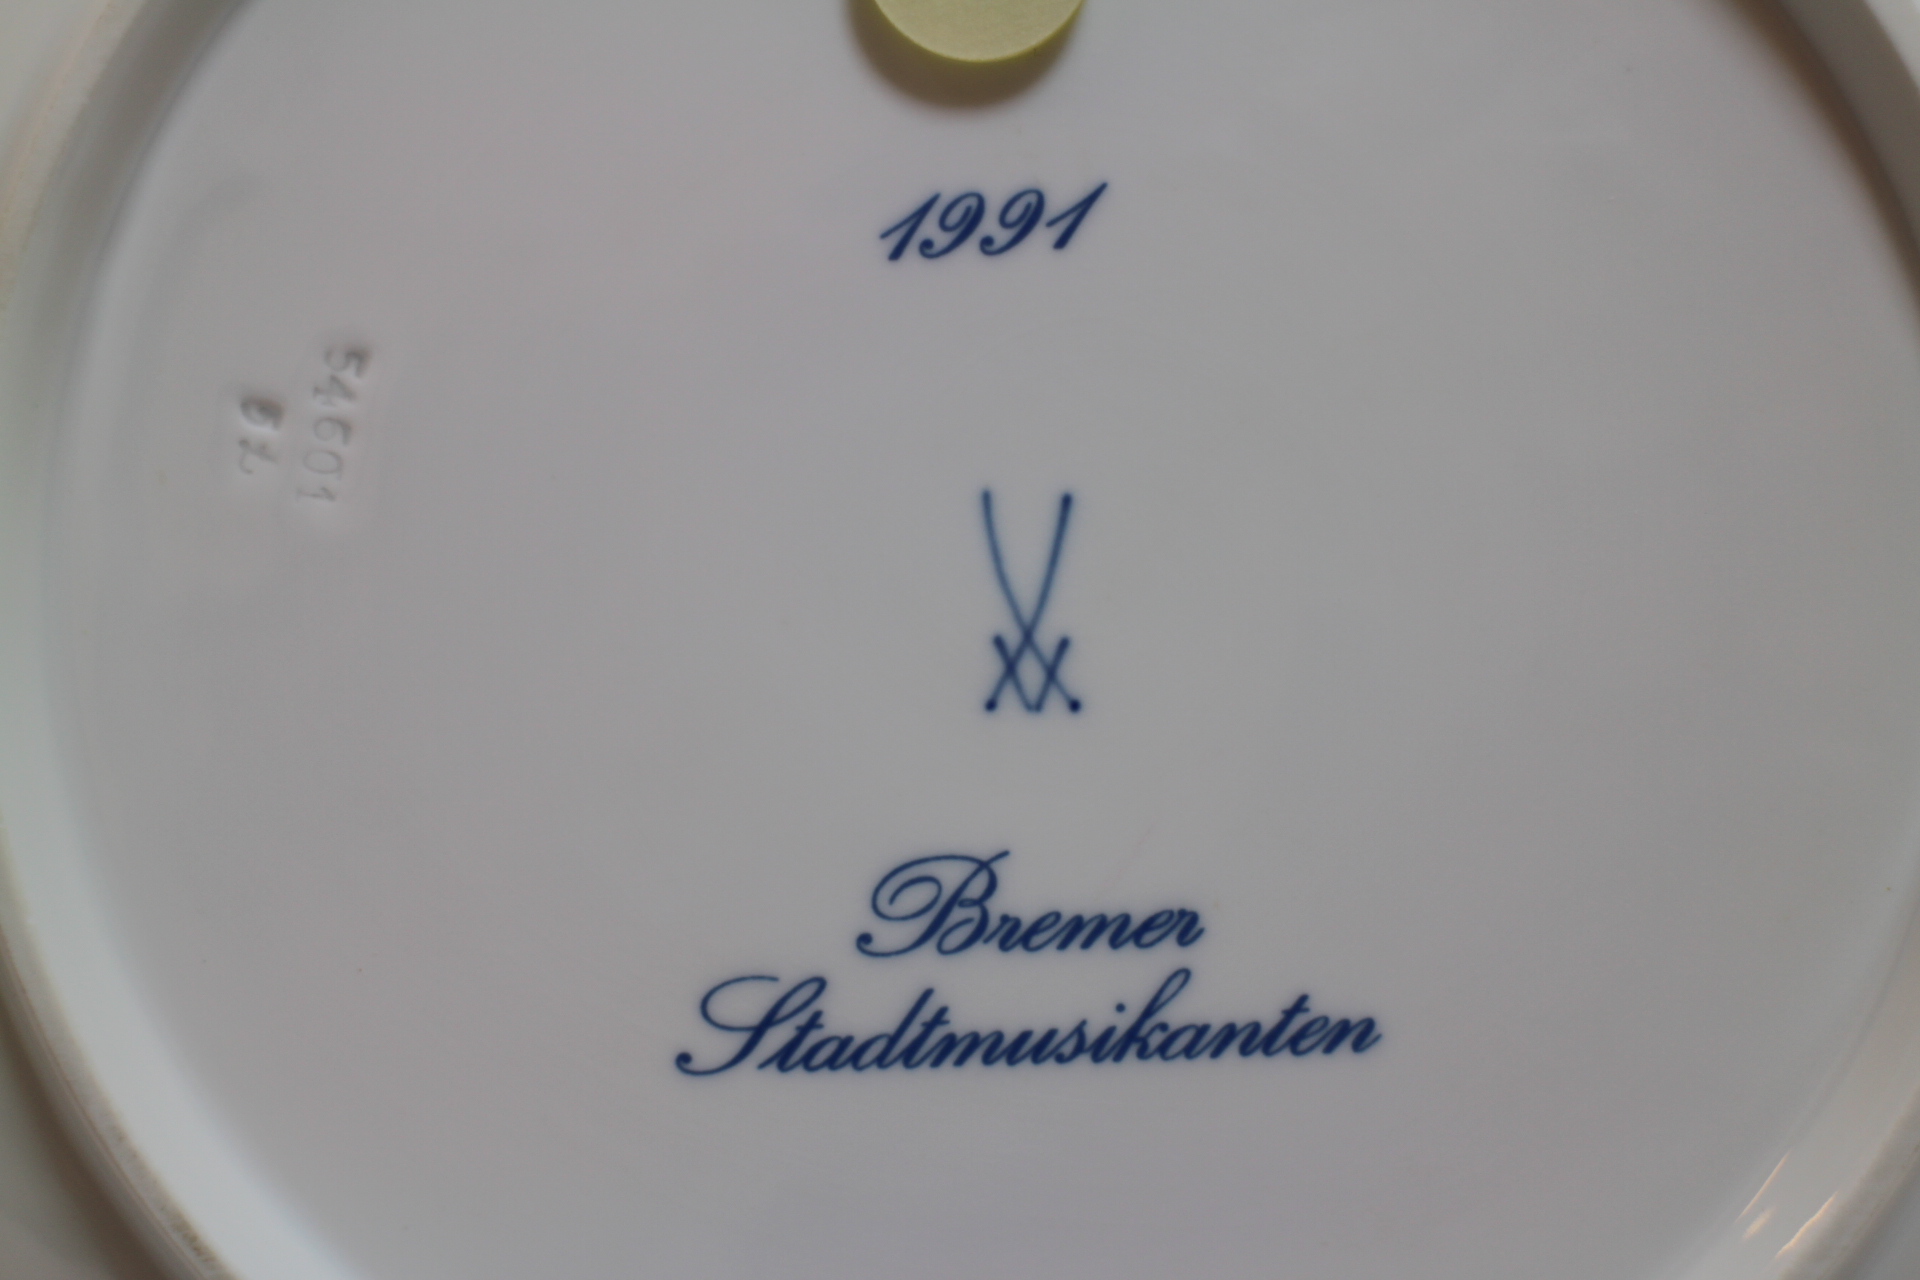 1991
54601
Bremer
Stadtmusikanten